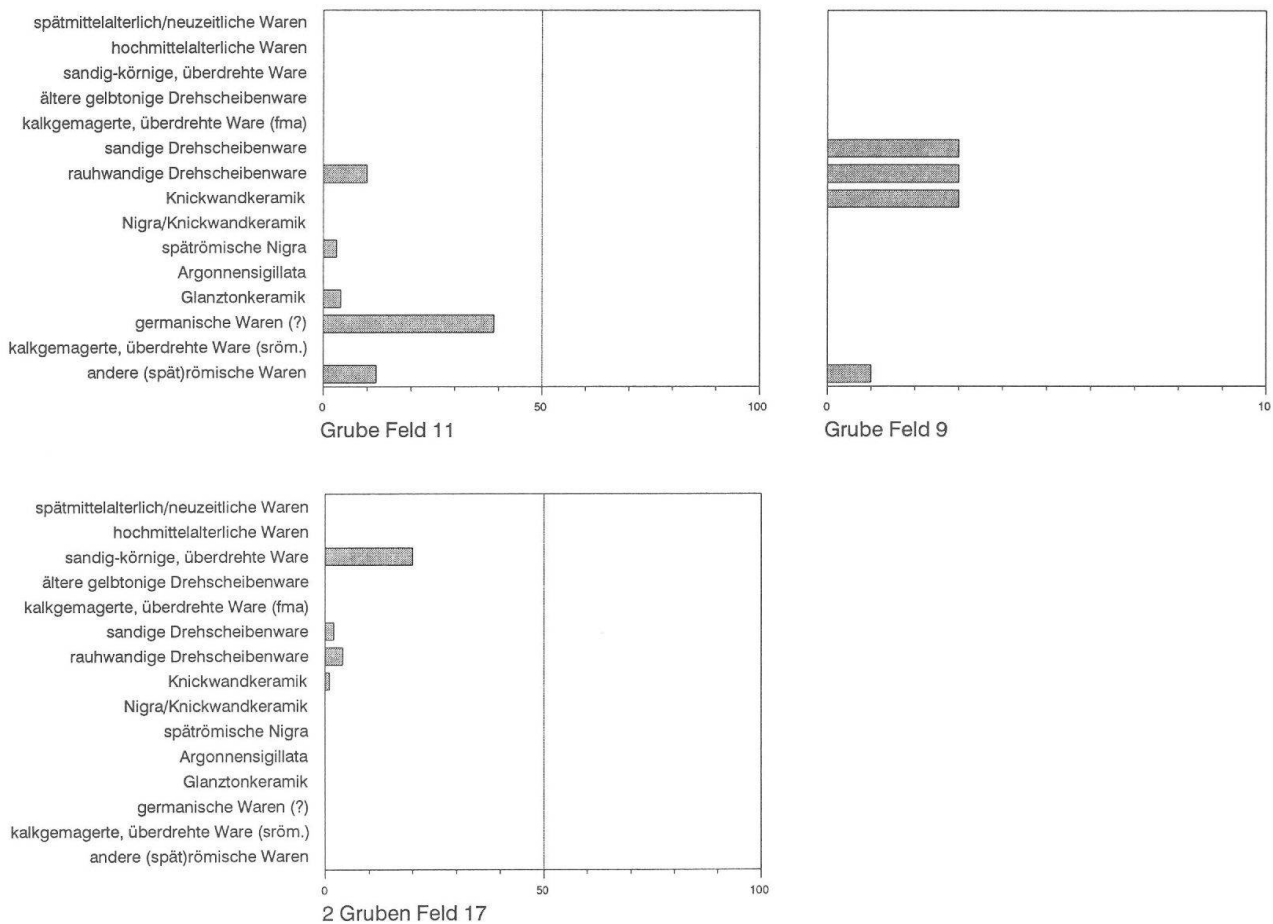 spätmittelalterlich/neuzeitliche Waren
hochmittelalterliche Waren
sandig-körnige, überdrehte Ware
ältere gelbtonige Drehscheibenware
kalkgemagerte, überdrehte Ware (fma)
sandige Drehscheibenware
rauhwandige Drehscheibenware
Knickwandkeramik
Nigra/Knickwandkeramik
spätrömische Nigra
Argonnensigillata
Glanztonkeramik
germanische Waren (?)
kalkgemagerte, überdrehte Ware (sröm.)
andere (spät)römische Waren
0 50 100
Grube Feld 11
0 10
Grube Feld 9
spätmittelalterlich/neuzeitliche Waren
hochmittelalterliche Waren
sandig-körnige, überdrehte Ware
ältere gelbtonige Drehscheibenware
kalkgemagerte, überdrehte Ware (fma)
sandige Drehscheibenware
rauhwandige Drehscheibenware
Knickwandkeramik
Nigra/Knickwandkeramik
spätrömische Nigra
Argonnensigillata
Glanztonkeramik
germanische Waren (?)
kalkgemagerte, überdrehte Ware (sröm.)
andere (spät)römische Waren
0 50 100
2 Gruben Feld 17